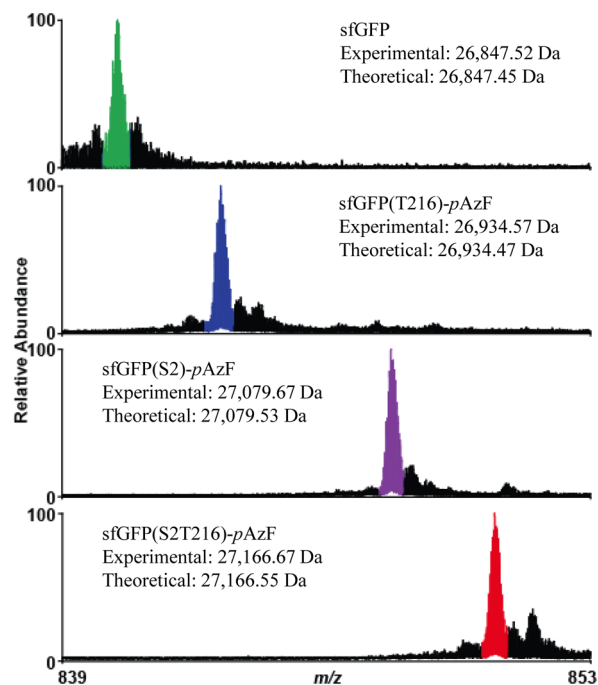 100
sfGFP
Experimental: 26,847.52 Da
Theoretical: 26,847.45 Da
0
100
sfGFP(T216)-pAzF
Experimental: 26,934.57 Da
Theoretical: 26,934.47 Da
0
Relative Abundance
100
sfGFP(S2)-pAzF
Experimental: 27,079.67 Da
Theoretical: 27,079.53 Da
0
100
sfGFP(S2T216)-pAzF
Experimental: 27,166.67 Da
Theoretical: 27,166.55 Da
0
839 m/z 853